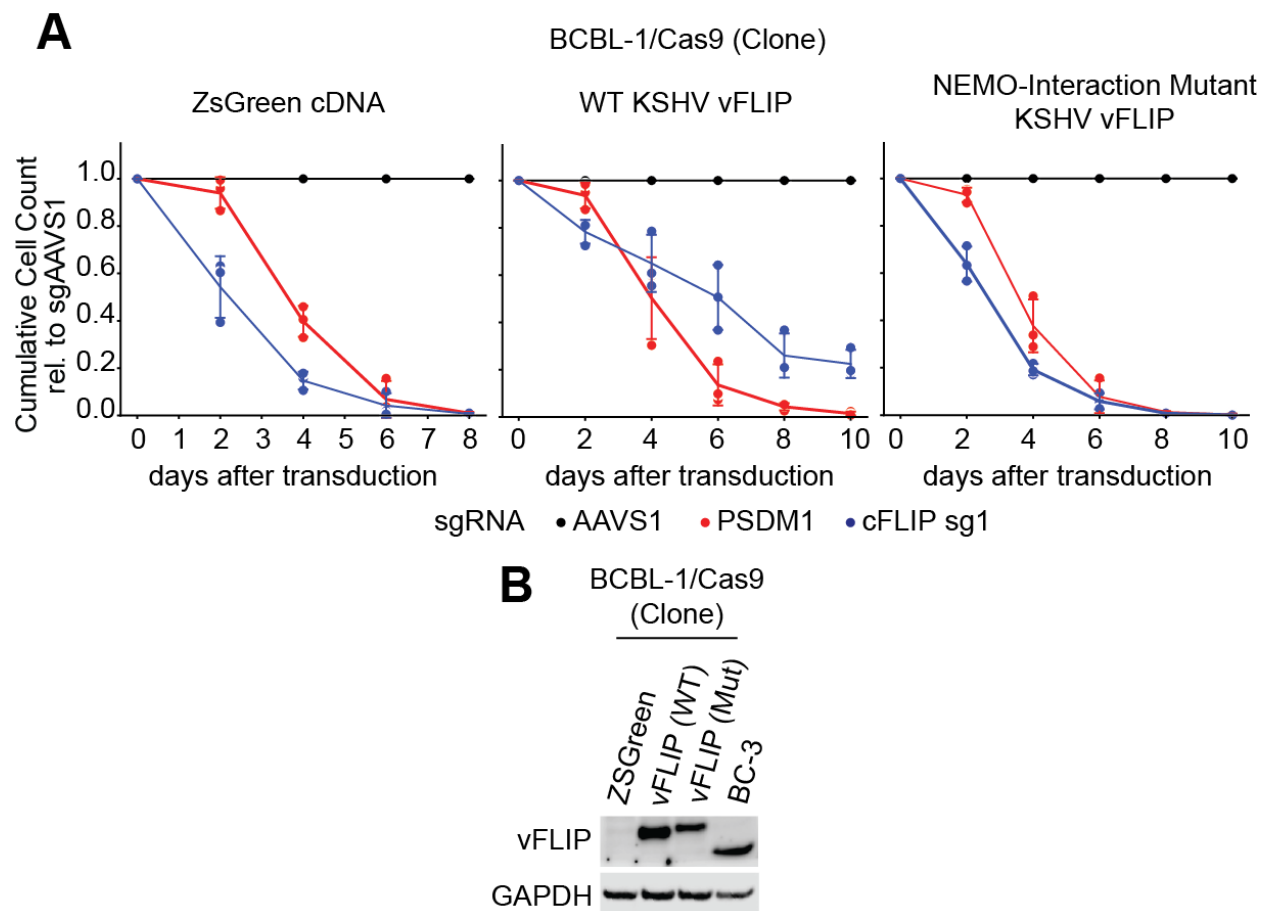 A
BCBL-1/Cas9 (Clone)
ZsGreen cDNA
WT KSHV vFLIP
NEMO-Interaction Mutant
KSHV vFLIP
Cumulative Cell Count
rel. to sgAAVS1
1.0
0.8
0.6
0.4
0.2
0.0
0 1 2 3 4 5 6 7 8
0 2 4 6 8 10
0 2 4 6 8 10
days after transduction
days after transduction
days after transduction
sgRNA AAVS1 PSDM1 cFLIP sg1
B
BCBL-1/Cas9
(Clone)
ZSGreen
vFLIP (WT)
vFLIP (Mut)
BC-3
vFLIP
GAPDH